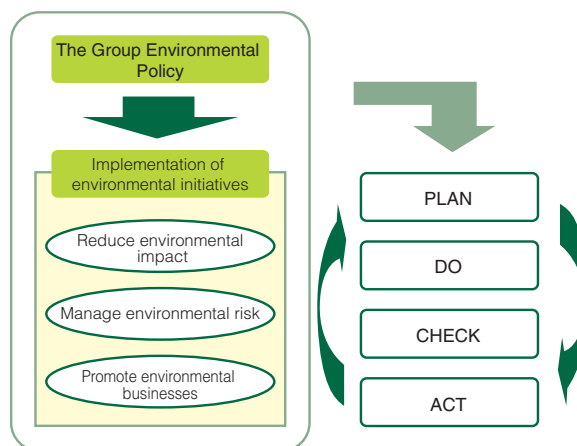 The Group Environmental
Policy
Implementation of
environmental initiatives
Reduce environmental
impact
Manage environmental risk
Promote environmental
businesses
PLAN
DO
CHECK
ACT